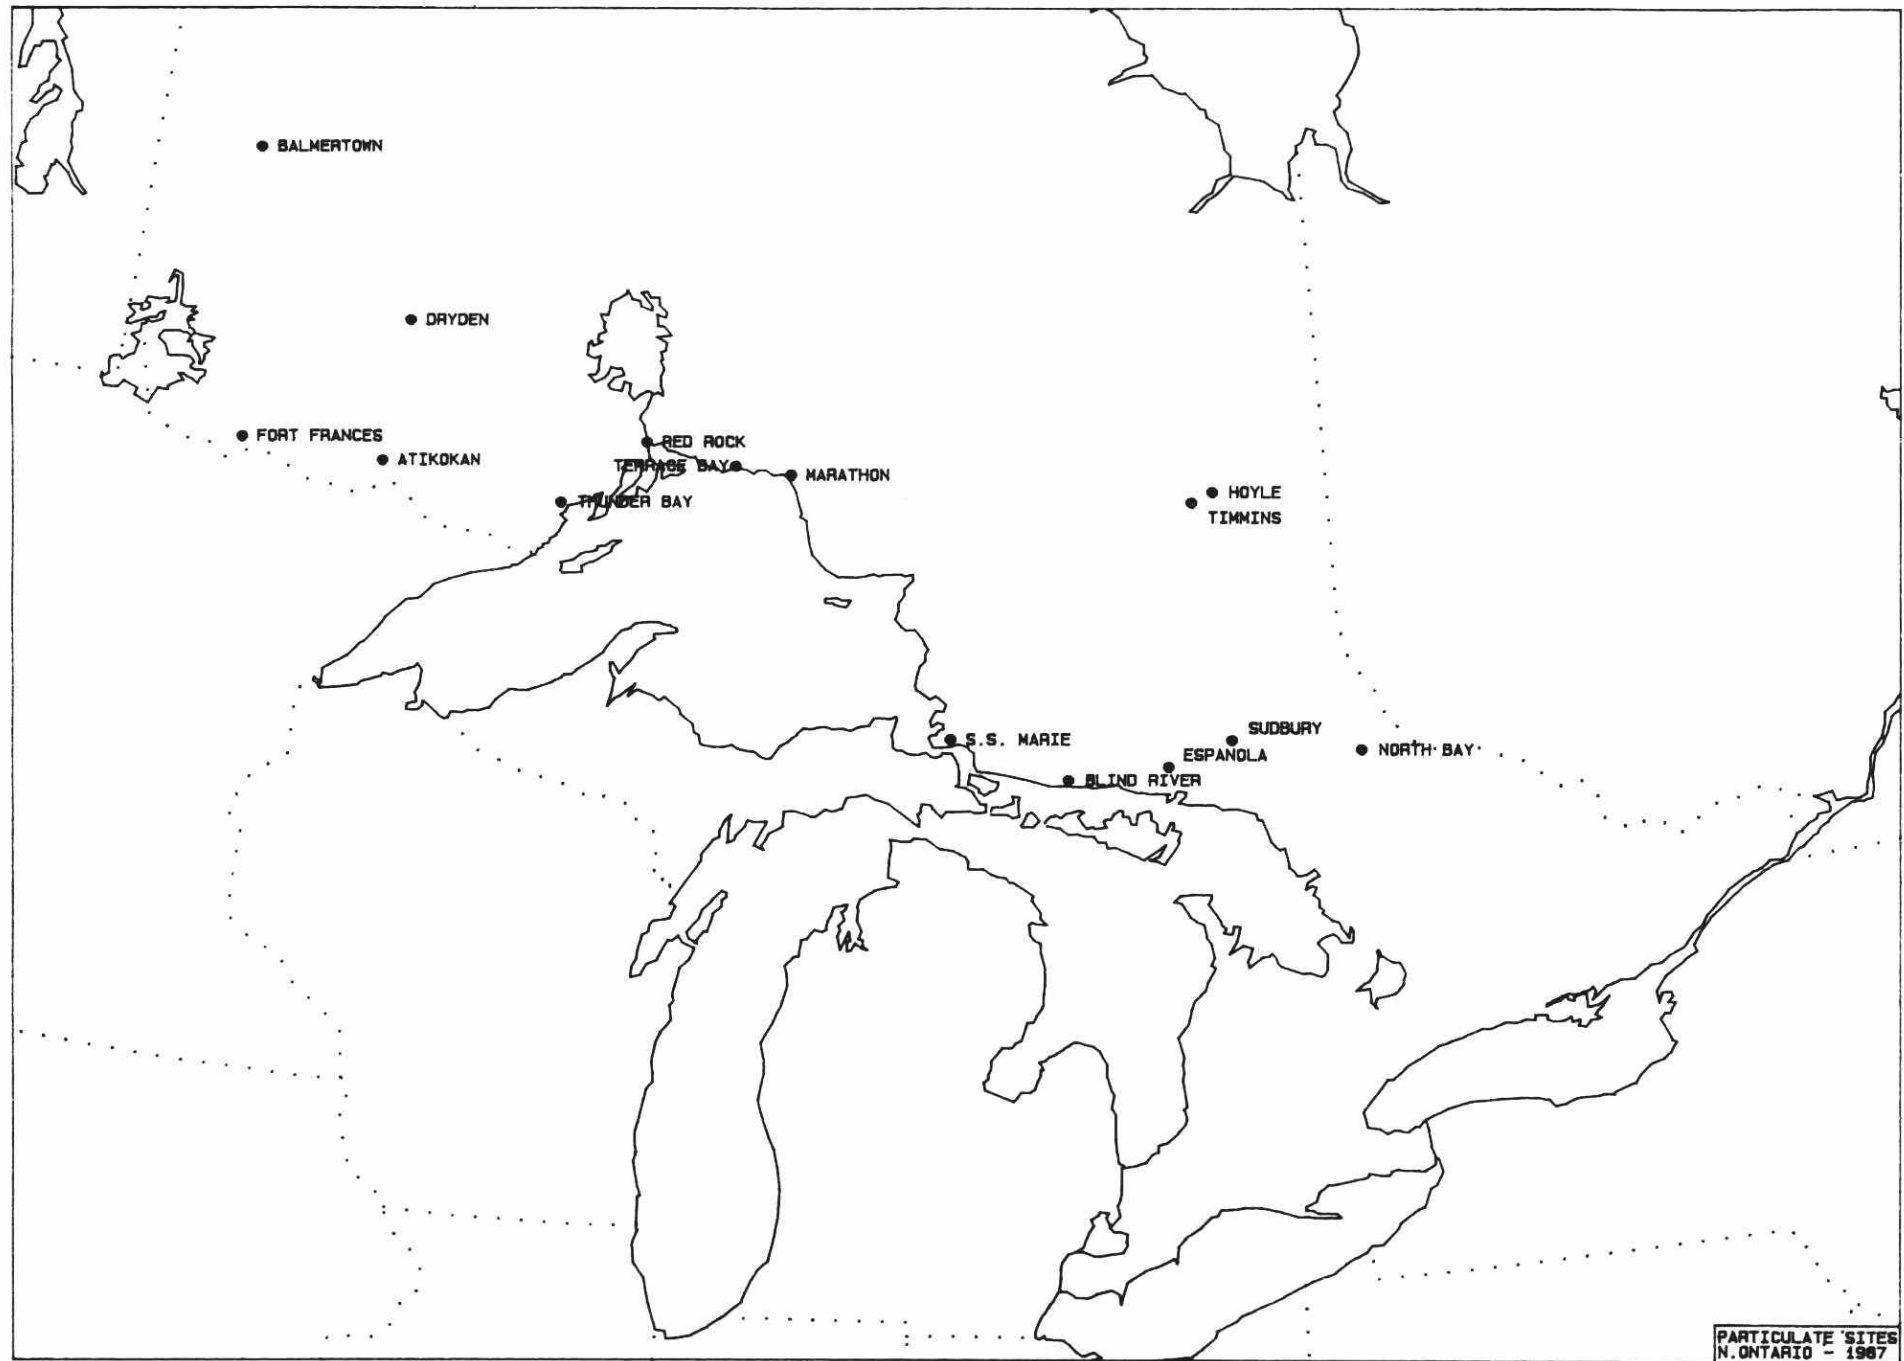 BALMERTOWN
DRYDEN
FORT FRANCES
RED ROCK
ATIKOKAN
TERRACE BAY
MARATHON
THUNDER BAY
HOYLE
TIMMINS
SUDBURY
S.S. MARIE
NORTH BAY
ESPANOLA
BLIND RIVER
PARTICULATE SITES
N.ONTARIO - 1987